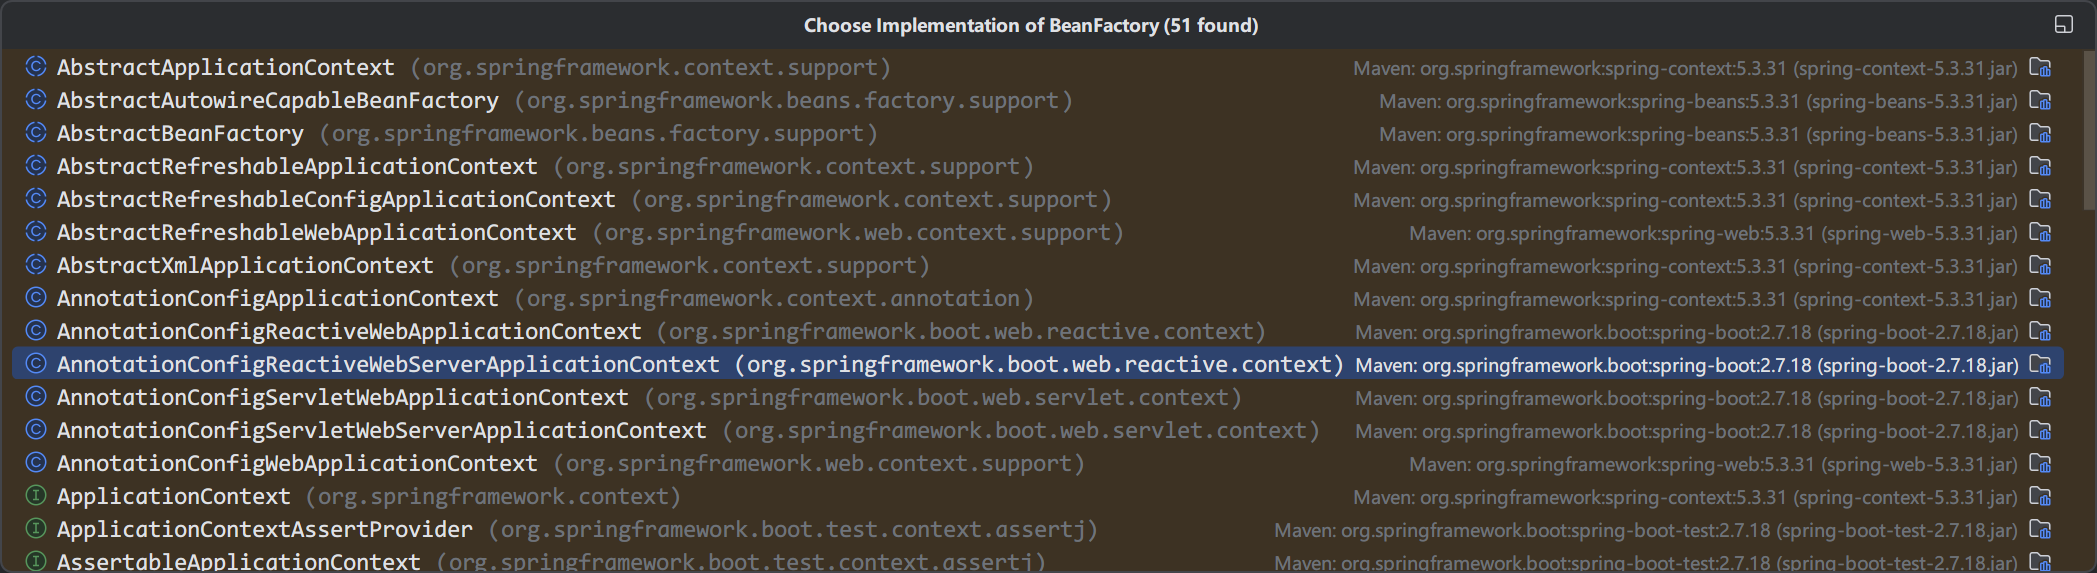 Choose Implementation of BeanFactory (51 found)
AbstractApplicationContext (org.springframework.context.support) Maven: org.springframework:spring-context:5.3.31 (spring-context-5.3.31.jar)
AbstractAutowireCapableBeanFactory (org.springframework.beans.factory.support) Maven: org.springframework:spring-beans:5.3.31 (spring-beans-5.3.31.jar)
AbstractBeanFactory (org.springframework.beans.factory.support) Maven: org.springframework:spring-beans:5.3.31 (spring-beans-5.3.31.jar)
AbstractRefreshableApplicationContext (org.springframework.context.support) Maven: org.springframework:spring-context:5.3.31 (spring-context-5.3.31.jar)
AbstractRefreshableConfigApplicationContext (org.springframework.context.support) Maven: org.springframework:spring-context:5.3.31 (spring-context-5.3.31.jar)
AbstractRefreshableWebApplicationContext (org.springframework.web.context.support) Maven: org.springframework:spring-web:5.3.31 (spring-web-5.3.31.jar)
AbstractXmlApplicationContext (org.springframework.context.support) Maven: org.springframework:spring-context:5.3.31 (spring-context-5.3.31.jar)
AnnotationConfigApplicationContext (org.springframework.context.annotation) Maven: org.springframework:spring-context:5.3.31 (spring-context-5.3.31.jar)
AnnotationConfigReactiveWebApplicationContext (org.springframework.boot.web.reactive.context) Maven: org.springframework.boot:spring-boot:2.7.18 (spring-boot-2.7.18.jar)
AnnotationConfigReactiveWebServerApplicationContext (org.springframework.boot.web.reactive.context) Maven: org.springframework.boot:spring-boot:2.7.18 (spring-boot-2.7.18.jar)
AnnotationConfigServletWebApplicationContext (org.springframework.boot.web.servlet.context) Maven: org.springframework.boot:spring-boot:2.7.18 (spring-boot-2.7.18.jar)
AnnotationConfigServletWebServerApplicationContext (org.springframework.boot.web.servlet.context) Maven: org.springframework.boot:spring-boot:2.7.18 (spring-boot-2.7.18.jar)
AnnotationConfigWebApplicationContext (org.springframework.web.context.support) Maven: org.springframework:spring-web:5.3.31 (spring-web-5.3.31.jar)
ApplicationContext (org.springframework.context) Maven: org.springframework:spring-context:5.3.31 (spring-context-5.3.31.jar)
ApplicationContextAssertProvider (org.springframework.boot.test.context.assertj) Maven: org.springframework.boot:spring-boot-test:2.7.18 (spring-boot-test-2.7.18.jar)
AssertableApplicationContext (org.springframework.boot.test.context.assertj) Maven: org.springframework.boot:spring-boot-test:2.7.18 (spring-boot-test-2.7.18.jar)